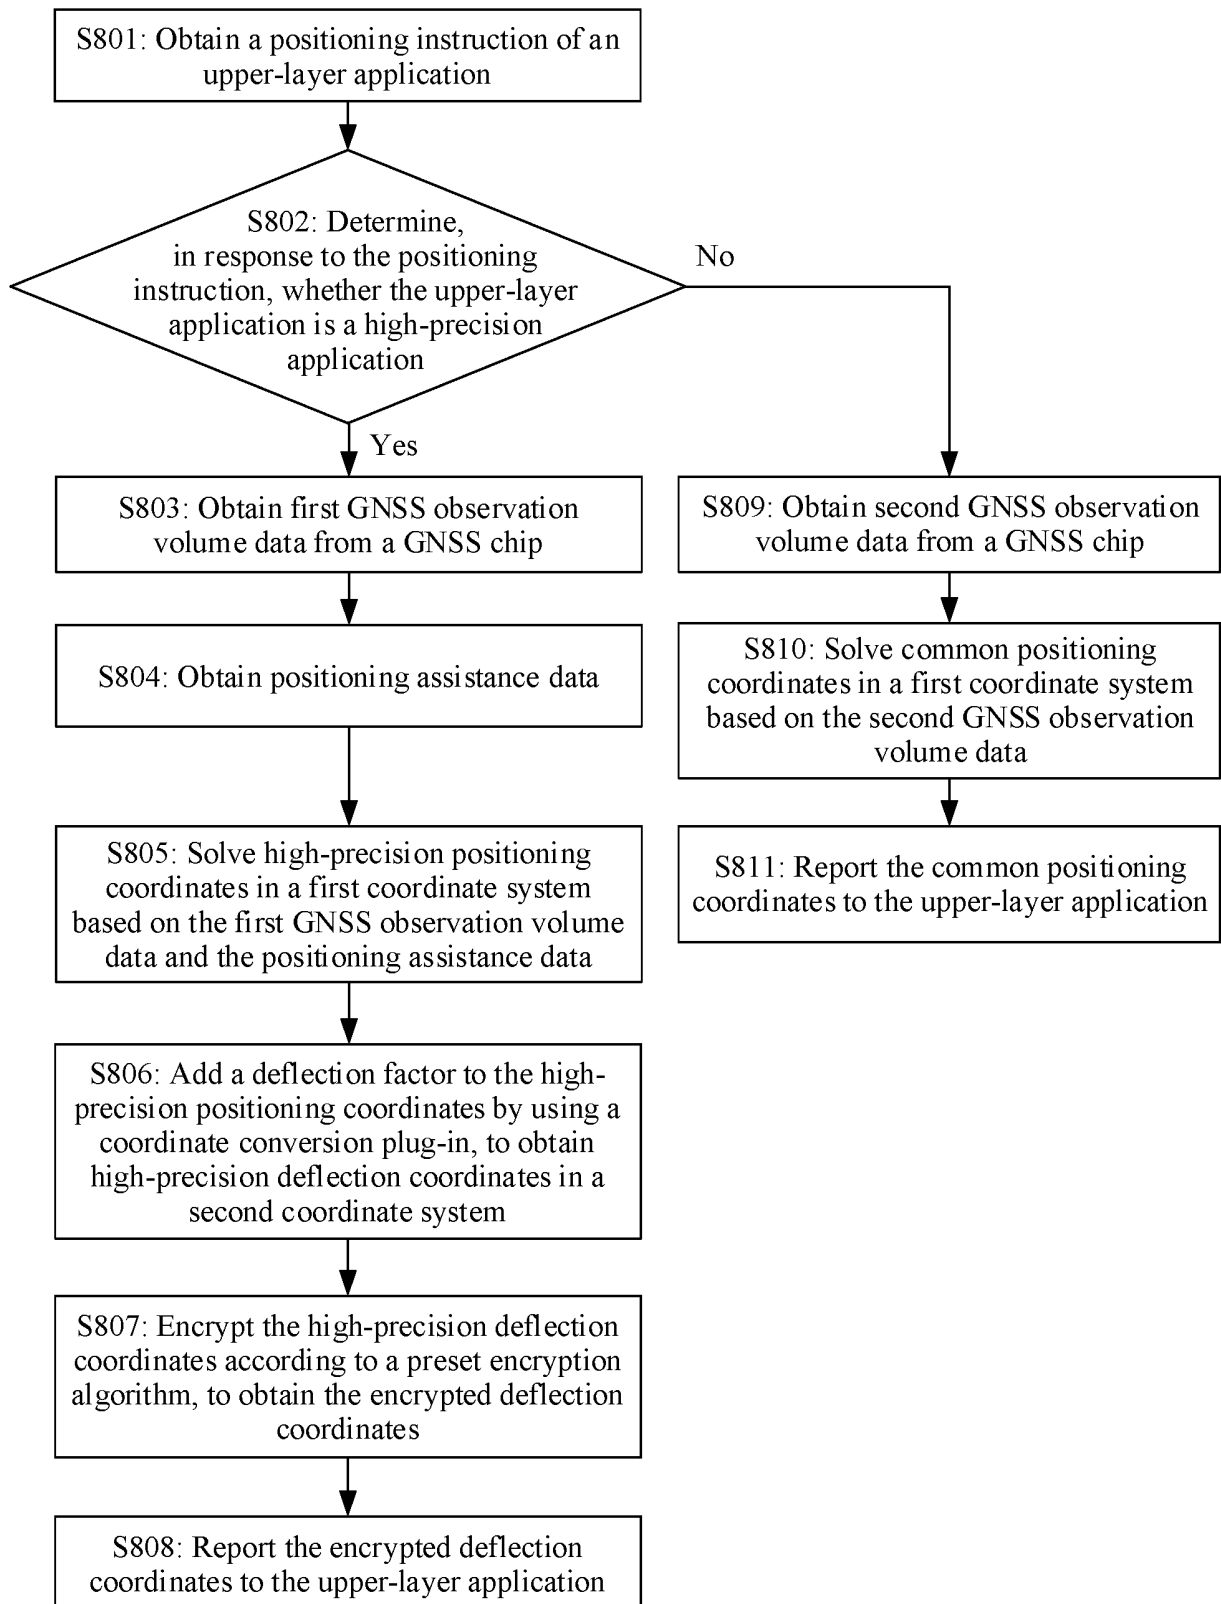 S801: Obtain a positioning instruction of an
upper-layer application
S802: Determine,
in response to the positioning
instruction, whether the upper-layer
application is a high-precision
application
No
Yes
S803: Obtain first GNSS observation
volume data from a GNSS chip
S804: Obtain positioning assistance data
S805: Solve high-precision positioning
coordinates in a first coordinate system
based on the first GNSS observation volume
data and the positioning assistance data
S806: Add a deflection factor to the high-
precision positioning coordinates by using a
coordinate conversion plug-in, to obtain
high-precision deflection coordinates in a
second coordinate system
S807: Encrypt the high-precision deflection
coordinates according to a preset encryption
algorithm, to obtain the encrypted deflection
coordinates
S808: Report the encrypted deflection
coordinates to the upper-layer application
S809: Obtain second GNSS observation
volume data from a GNSS chip
S810: Solve common positioning
coordinates in a first coordinate system
based on the second GNSS observation
volume data
S811: Report the common positioning
coordinates to the upper-layer application